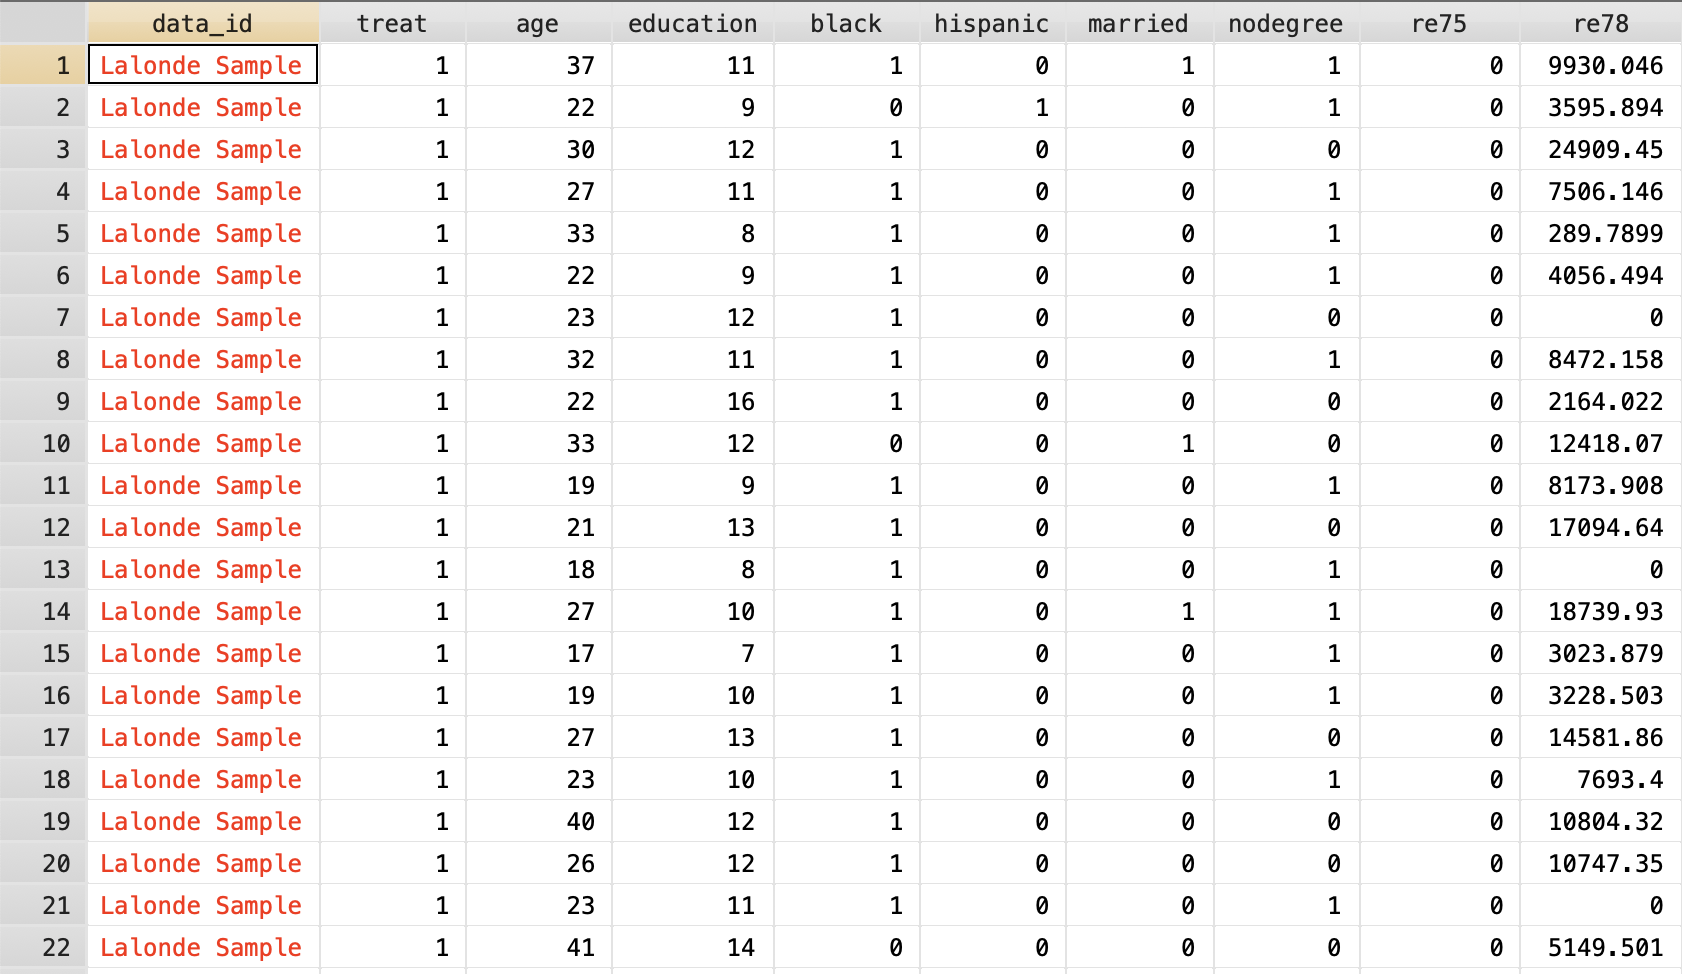 data_id treat age education black hispanic married nodegree re75 re78
1 Lalonde Sample 1 37 11 1 0 1 1 0 9930.046
2 Lalonde Sample 1 22 9 0 1 0 1 0 3595.894
3 Lalonde Sample 1 30 12 1 0 0 0 0 24909.45
4 Lalonde Sample 1 27 11 1 0 0 1 0 7506.146
5 Lalonde Sample 1 33 8 1 0 0 1 0 289.7899
6 Lalonde Sample 1 22 9 1 0 0 1 0 4056.494
7 Lalonde Sample 1 23 12 1 0 0 0 0 0
8 Lalonde Sample 1 32 11 1 0 0 1 0 8472.158
9 Lalonde Sample 1 22 16 1 0 0 0 0 2164.022
10 Lalonde Sample 1 33 12 0 0 1 0 0 12418.07
11 Lalonde Sample 1 19 9 1 0 0 1 0 8173.908
12 Lalonde Sample 1 21 13 1 0 0 0 0 17094.64
13 Lalonde Sample 1 18 8 1 0 0 1 0 0
14 Lalonde Sample 1 27 10 1 0 1 1 0 18739.93
15 Lalonde Sample 1 17 7 1 0 0 1 0 3023.879
16 Lalonde Sample 1 19 10 1 0 0 1 0 3228.503
17 Lalonde Sample 1 27 13 1 0 0 0 0 14581.86
18 Lalonde Sample 1 23 10 1 0 0 1 0 7693.4
19 Lalonde Sample 1 40 12 1 0 0 0 0 10804.32
20 Lalonde Sample 1 26 12 1 0 0 0 0 10747.35
21 Lalonde Sample 1 23 11 1 0 0 1 0 0
22 Lalonde Sample 1 41 14 0 0 0 0 0 5149.501